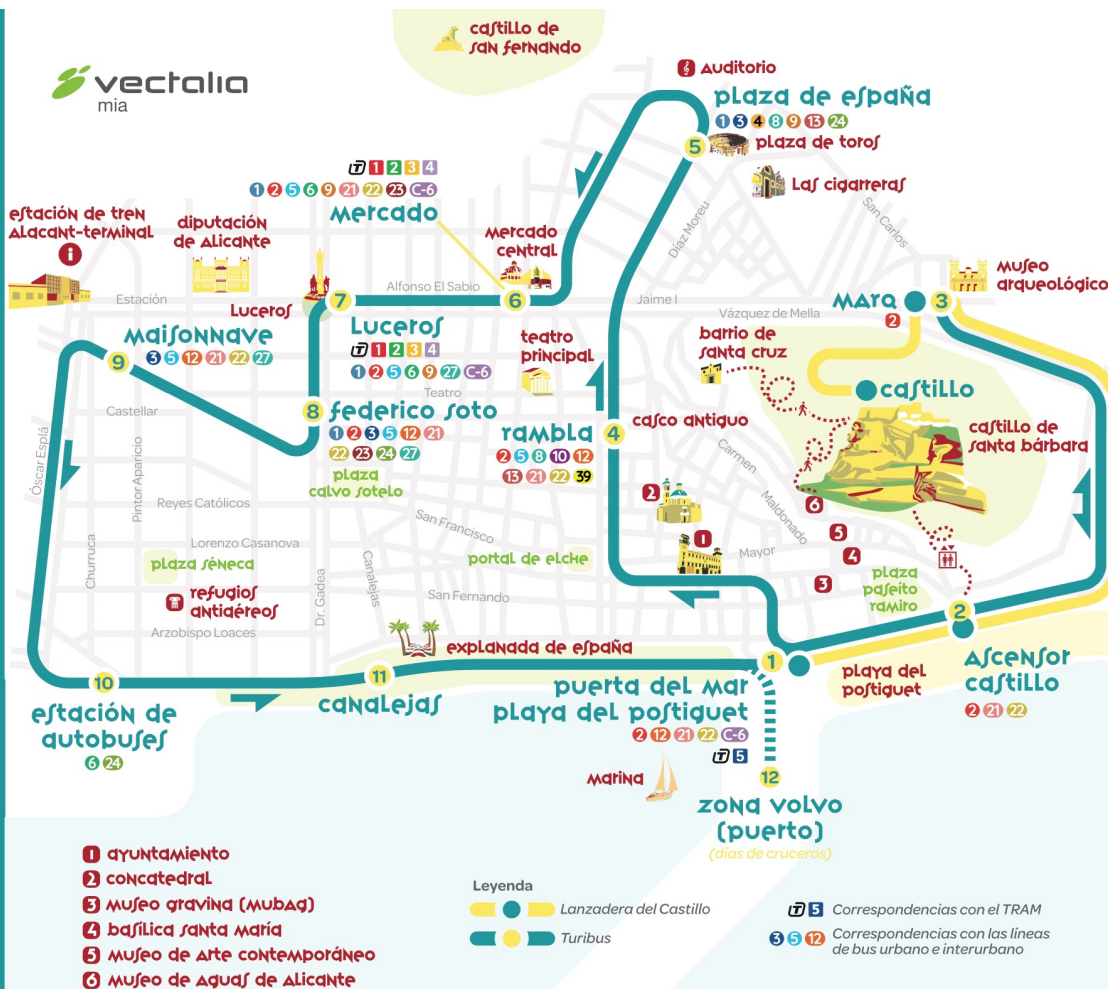 castillo de
san fernando
vectalia
mia
Auditorio
plaza de españa
1 3 4 8 9 13 24
5
plaza de toros
Las cigarreras
T 1 2 3 4
1 2 5 6 9 21 22 23 C-6
mercado
estación de tren
Alacant-terminal
i
diputación
de Alicante
mercado
central
Díaz Moreu
San Carlos
museo
arqueológico
Estación
Luceros
7
Alfonso El Sabio
6
Jaime I
Vázquez de Mella
marq
3
2
maisonnave
3 5 12 21 22 27
9
Luceros
T 1 2 3 4
1 2 5 6 9 27 C-6
teatro
principal
barrio de
santa cruz
castillo
Castellar
Teatro
8
federico soto
1 2 3 5 12 21
22 23 24 27
plaza
calvo sotelo
rambla
4
2 5 8 10 12
13 21 22 39
casco antiguo
castillo de
santa bárbara
Óscar Esplá
Pintor Aparicio
Reyes Católicos
Carmen
Maldonado
2
6
San Francisco
Lorenzo Casanova
Churruca
plaza séneca
Canalejas
portal de elche
1
Mayor
5
4
3
refugios
antiaéreos
Dr. Gadea
San Fernando
plaza
paseíto
ramiro
Arzobispo Loaces
explanada de españa
2
10
estación de
autobuses
6 24
11
canalejas
1
puerta del mar
playa del postiguet
2 12 21 22 C-6
T 5
playa del
postiguet
Ascensor
castillo
2 21 22
marina
12
zona volvo
(puerto)
(días de cruceros)
1 ayuntamiento
2 concatedral
3 museo gravina (mubag)
4 basílica santa maría
5 museo de Arte contemporáneo
6 museo de Aguas de Alicante
Leyenda
Lanzadera del Castillo
Turibus
T 5 Correspondencias con el TRAM
3 5 12 Correspondencias con las líneas
de bus urbano e interurbano